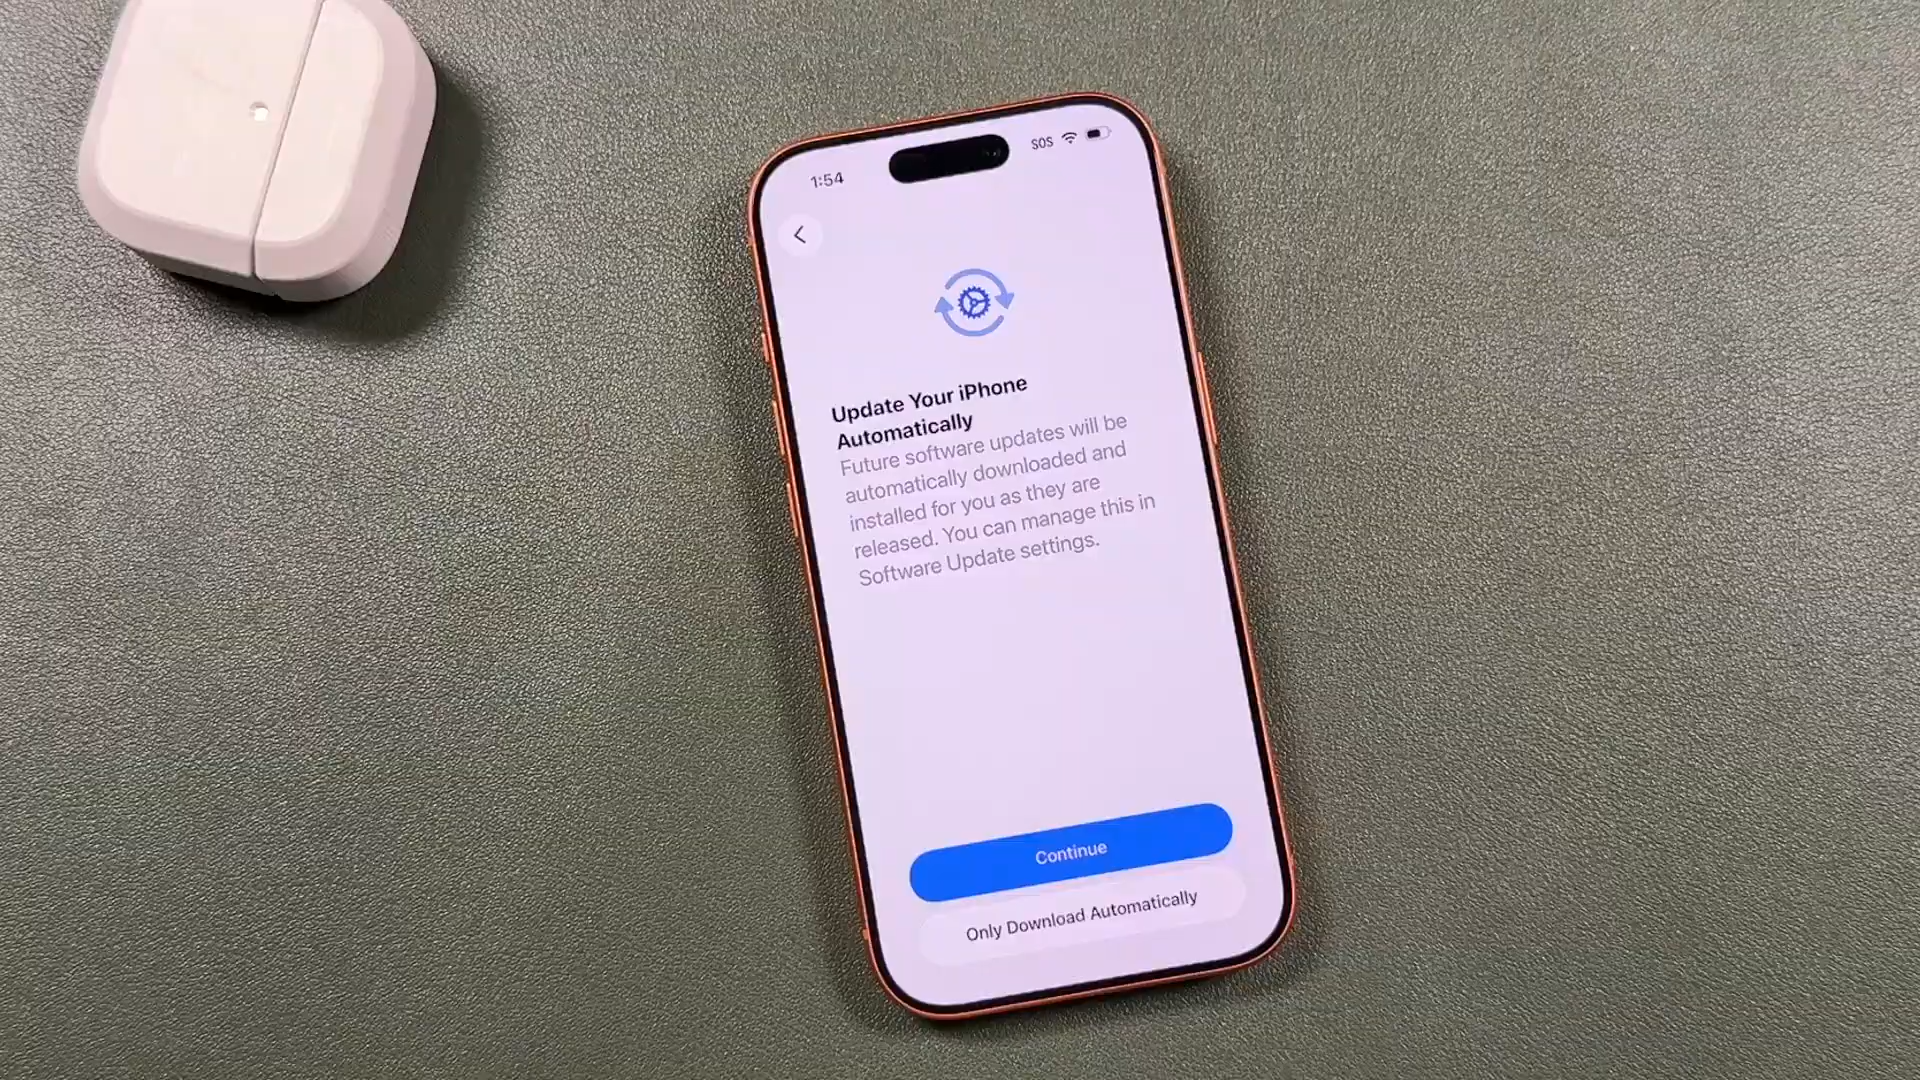 1:54
SOS
Update Your iPhone
Automatically
Future software updates will be
automatically downloaded and
installed for you as they are
released. You can manage this in
Software Update settings.
Continue
Only Download Automatically